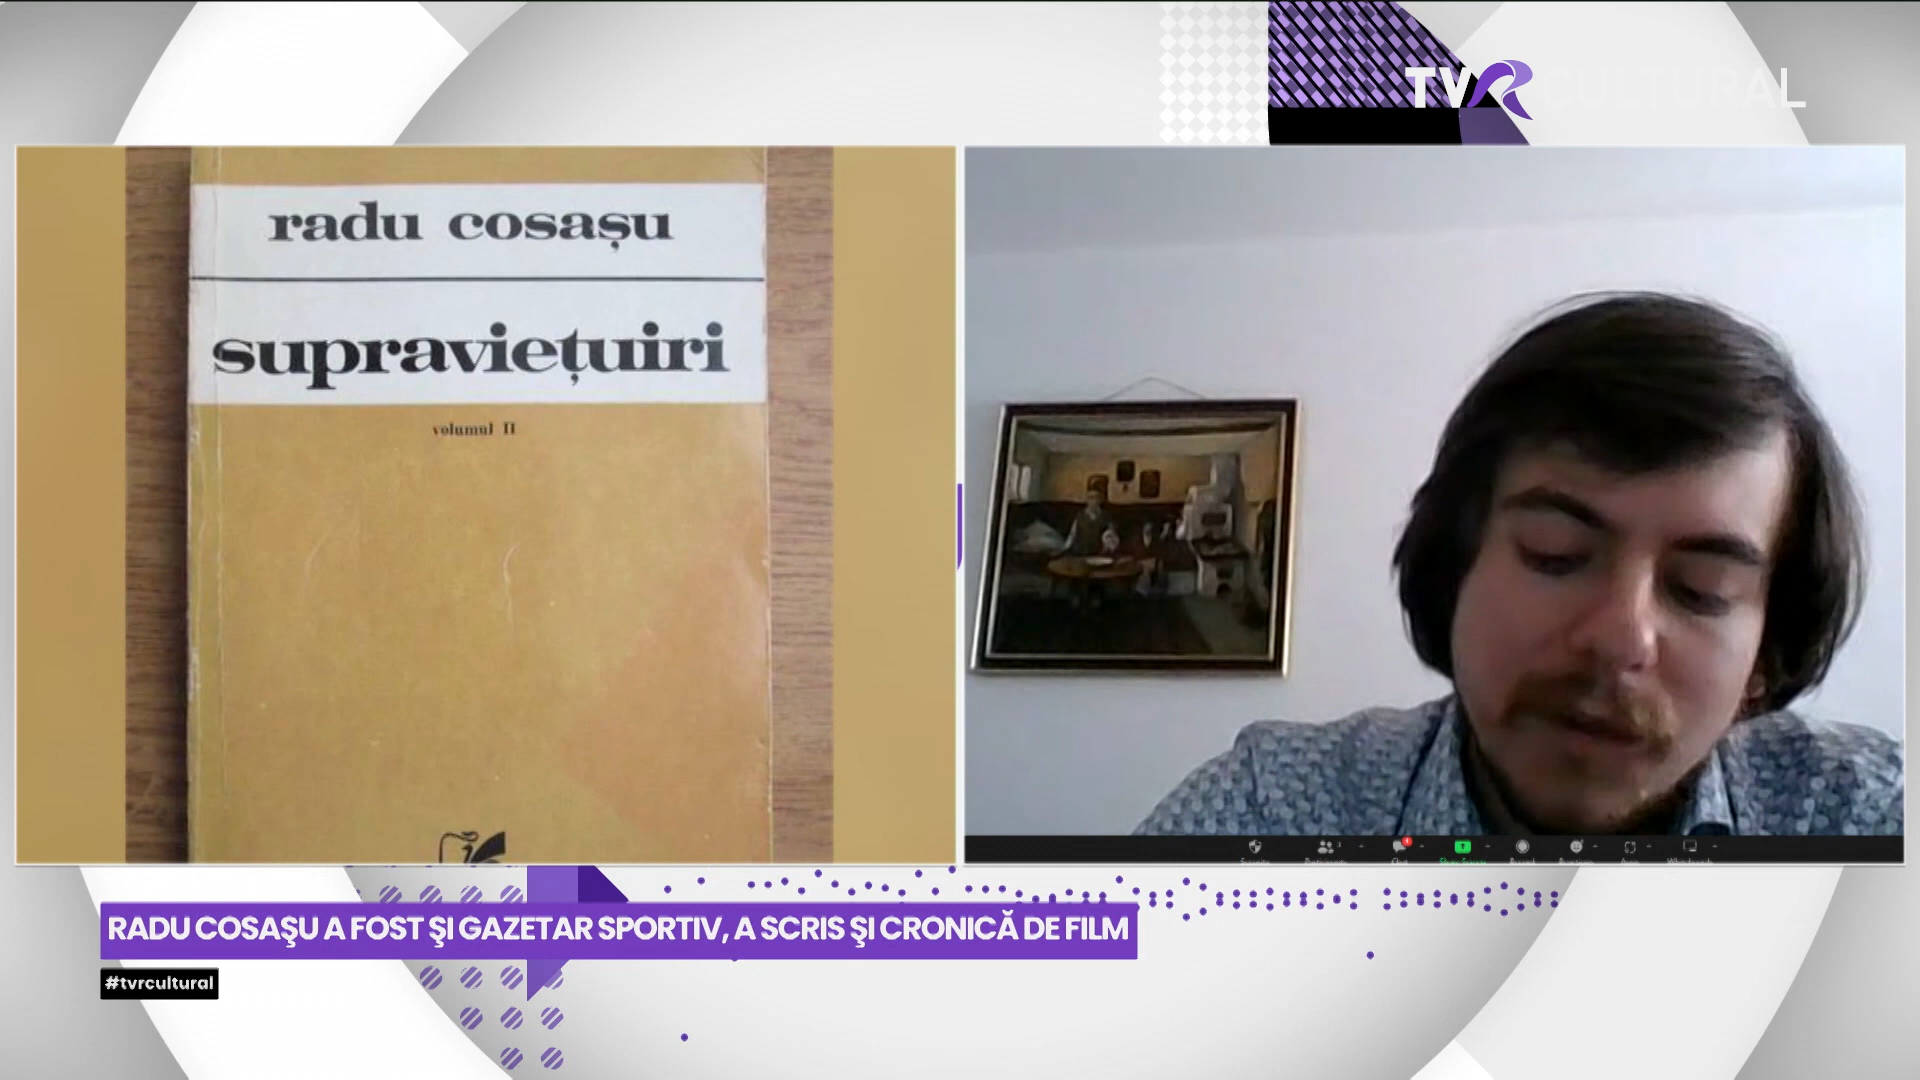 TVR CULTURAL
radu cosașu
supraviețuiri
volumul II
RADU COSAŞU A FOST ŞI GAZETAR SPORTIV, A SCRIS ŞI CRONICĂ DE FILM
#tvrcultural